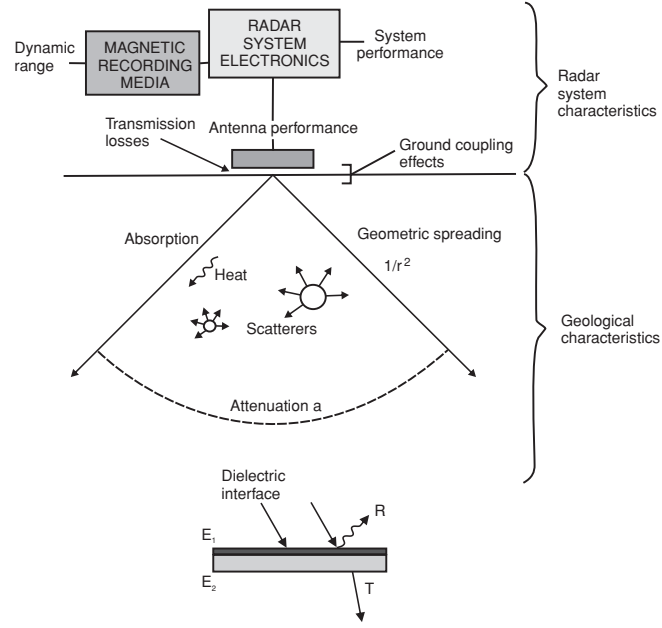 Dynamic
range
MAGNETIC
RECORDING
MEDIA
RADAR
SYSTEM
ELECTRONICS
System
performance
Radar
system
characteristics
Transmission
losses
Antenna performance
Ground coupling
effects
Absorption
Geometric spreading
1/r²
Heat
Scatterers
Geological
characteristics
Attenuation a
Dielectric
interface
R
E₁
E₂
T